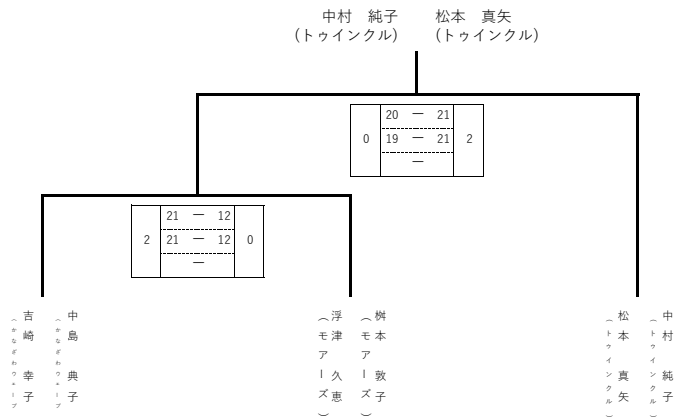 中村　純子　　松本　真矢
(トゥインクル)　　(トゥインクル)
20 — 21
0　19 — 21　2
—
21 — 12
2　21 — 12　0
—
吉崎　幸子
中島　典子
浮津　久恵
(モアーズ)
桝本　敦子
(モアーズ)
松本　真矢
(トゥインクル)
中村　純子
(トゥインクル)